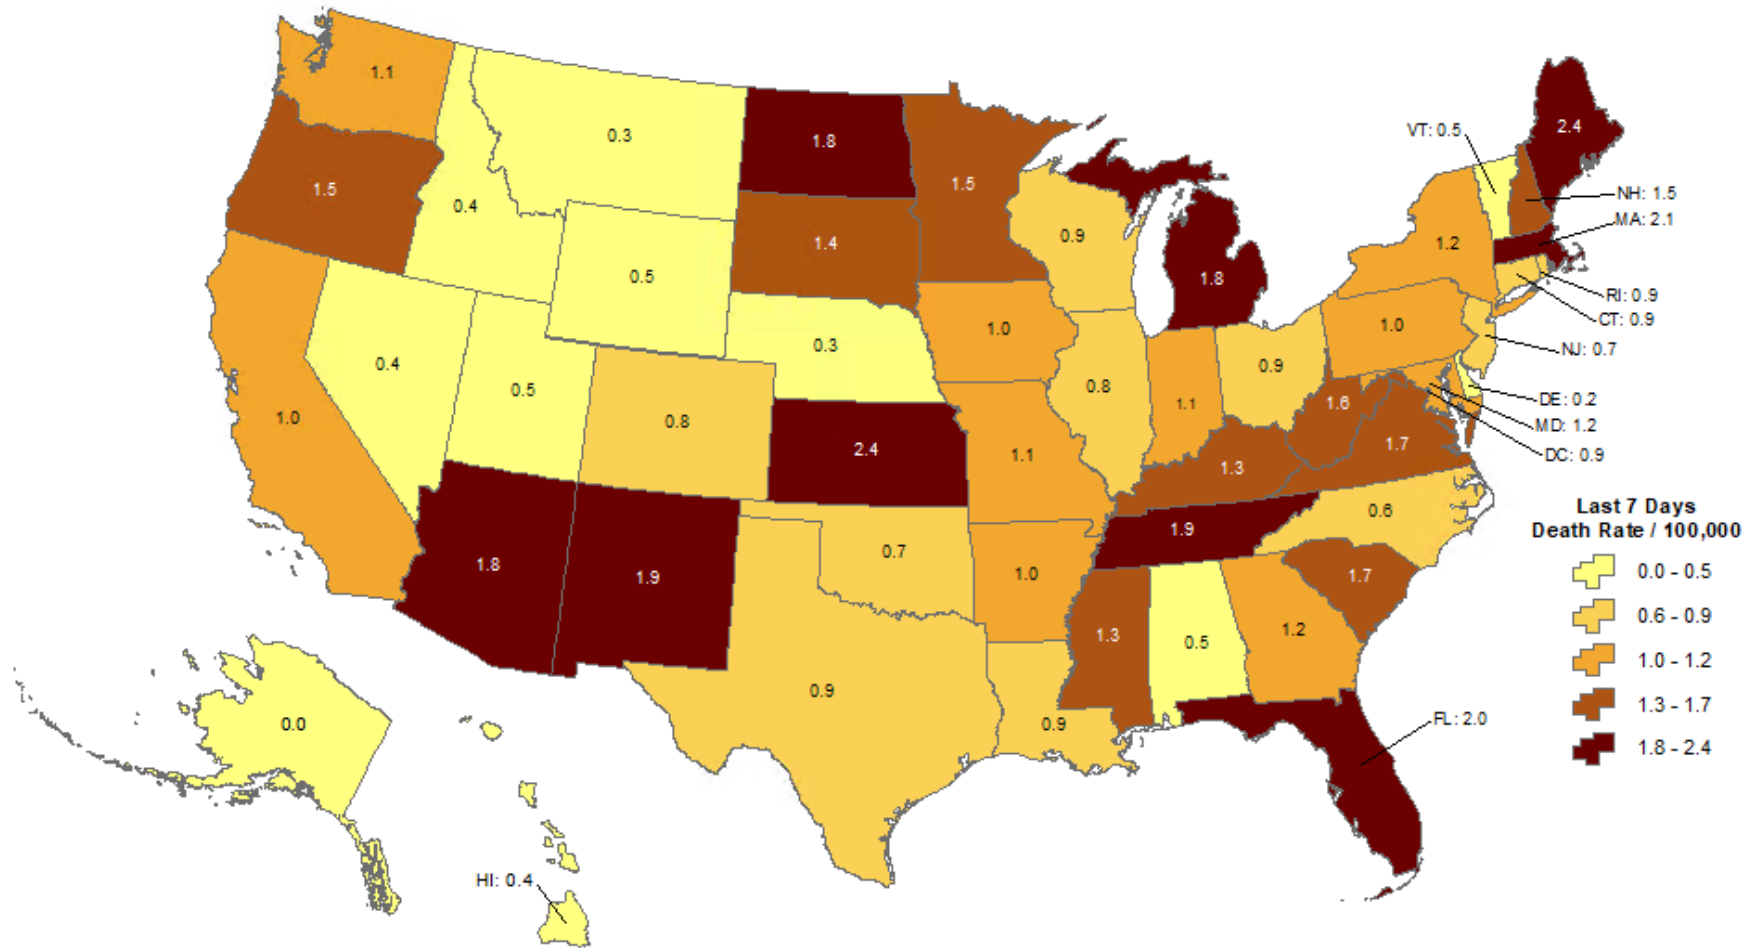 1.1
2.4
VT: 0.5
0.3
1.8
1.5
1.5
NH: 1.5
0.4
MA: 2.1
0.9
1.4
1.2
0.5
1.8
RI: 0.9
CT: 0.9
1.0
1.0
0.3
NJ: 0.7
0.4
0.9
0.5
0.8
DE: 0.2
1.1
1.6
1.0
0.8
MD: 1.2
1.7
2.4
1.1
DC: 0.9
1.3
Last 7 Days
0.6
Death Rate / 100,000
1.9
0.7
1.8
0.0 - 0.5
1.9
1.0
1.7
0.6 - 0.9
1.3
0.5
1.2
1.0 - 1.2
0.9
1.3 - 1.7
0.0
0.9
FL: 2.0
1.8 - 2.4
HI: 0.4